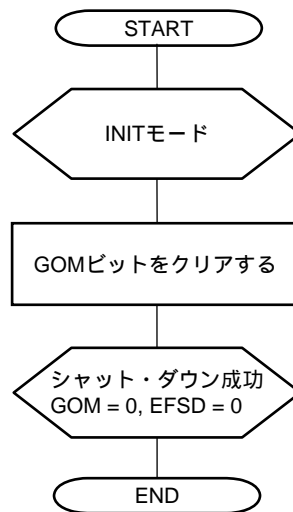 START
INITモード
GOMビットをクリアする
シャット・ダウン成功
GOM = 0, EFSD = 0
END